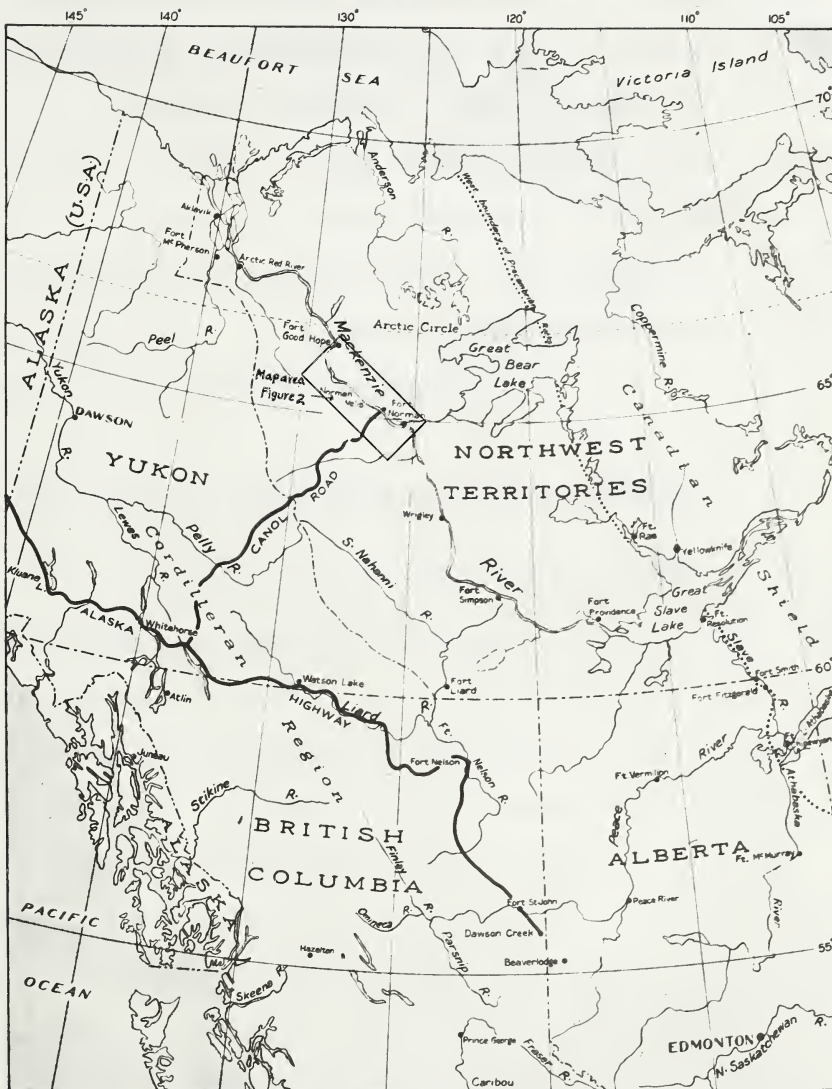 145°
140°
130°
120°
110°
105°
BEAUFORT SEA
Victoria Island
70°
ALASKA (U.S.A.)
Anderson
R.
West boundary of Precambrian
Rocks
Aklavik
Fort
McPherson
Arctic Red River
Mackenzie
Arctic Circle
Coppermine R.
Fort
Good Hope
Peel R.
Great
Bear
Lake
65°
Map area
Figure 2
Norman
Wells
Fort
Norman
Yukon
R.
DAWSON
YUKON
NORTHWEST
TERRITORIES
Canadian
Shield
CANOL ROAD
Lewes
R.
Pelly
R.
Cordilleran
Region
Wrigley
S. Nahanni
R.
River
Ft.
Rae
Yellowknife
Kluane
L.
ALASKA
HIGHWAY
Whitehorse
Fort
Simpson
Fort
Providence
Great
Slave
Lake
Ft.
Resolution
Slave
R.
60°
Fort Smith
Fort Fitzgerald
Watson Lake
Fort
Liard
Liard
R.
Atlin
Juneau
Athabaska
Fort Nelson
Ft.
Nelson R.
River
Ft Vermilion
Peace
Athabaska
River
Stikine R.
ALASKA
BRITISH
COLUMBIA
ALBERTA
Ft. McMurray
Finlay
R.
Fort St John
Peace River
PACIFIC
OCEAN
Omineca
Parsnip
R.
Dawson Creek
Hazelton
Beaverlodge
55°
Skeena R.
Prince George
Fraser R.
EDMONTON
N. Saskatchewan
R.
Caribou